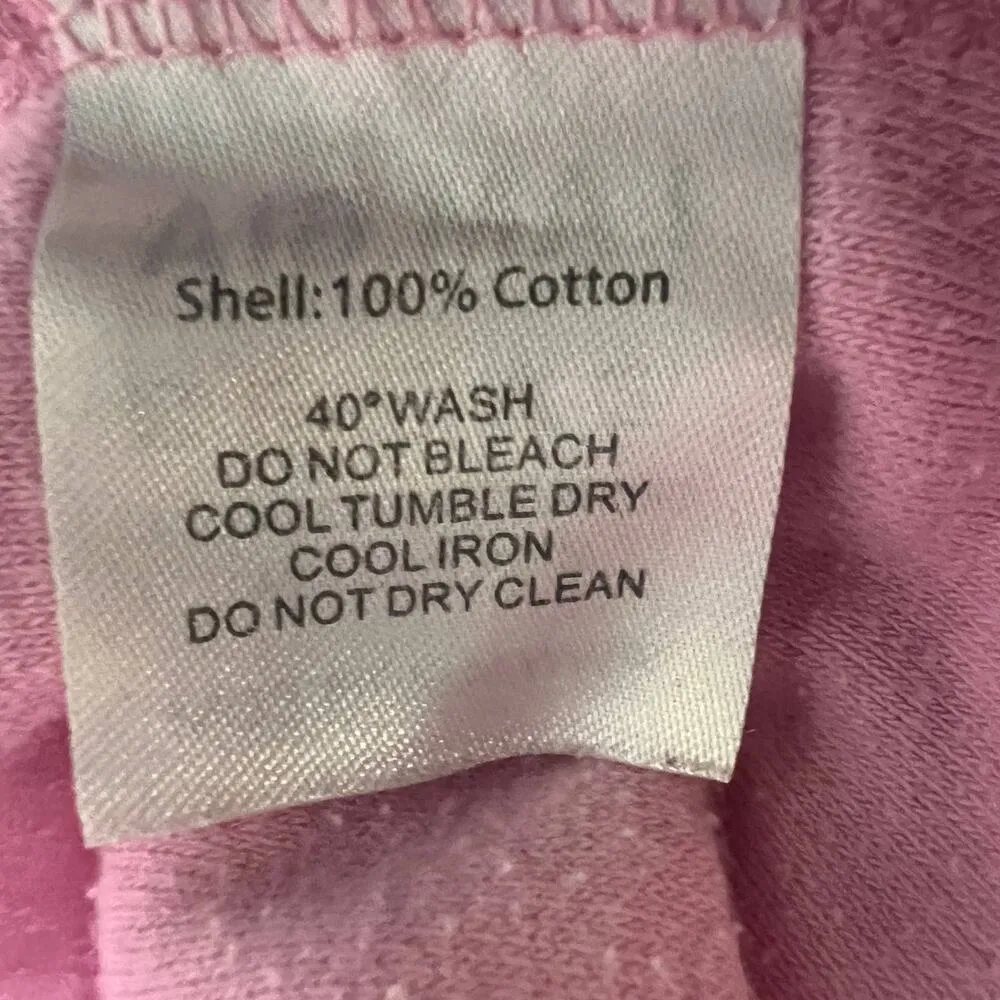 Shell:100% Cotton
40°WASH
DO NOT BLEACH
COOL TUMBLE DRY
COOL IRON
DO NOT DRY CLEAN